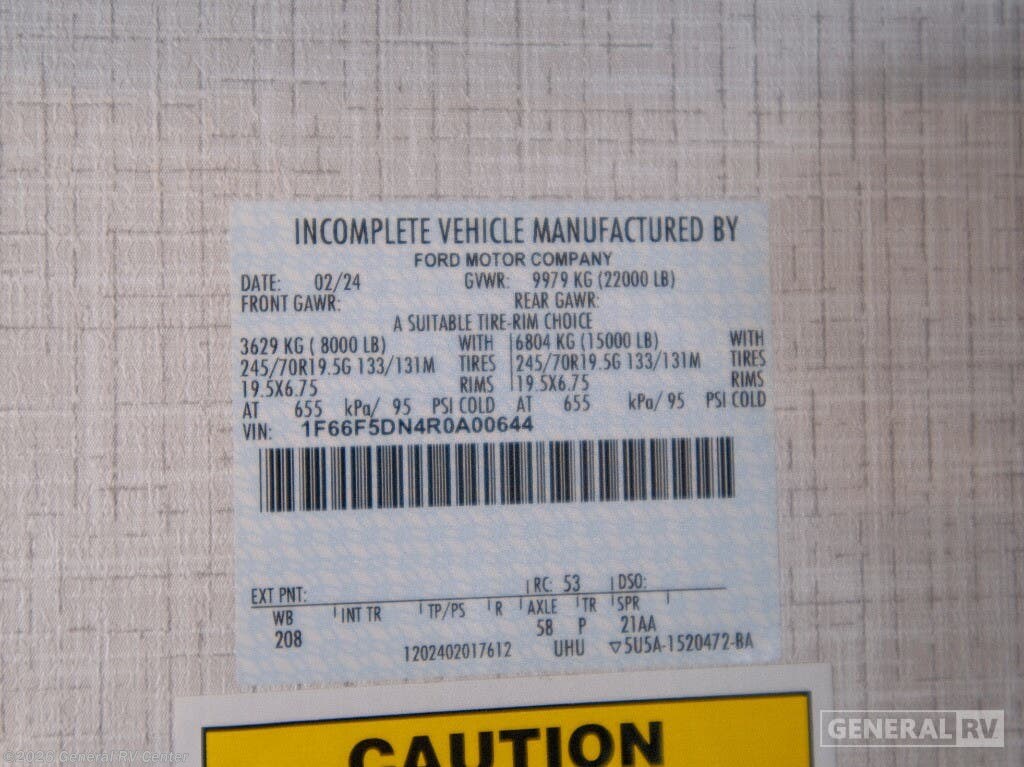 INCOMPLETE VEHICLE MANUFACTURED BY
FORD MOTOR COMPANY
DATE: 02/24 GVWR: 9979 KG (22000 LB)
FRONT GAWR: REAR GAWR:
A SUITABLE TIRE-RIM CHOICE
3629 KG ( 8000 LB) WITH 6804 KG (15000 LB) WITH
245/70R19.5G 133/131M TIRES 245/70R19.5G 133/131M TIRES
19.5X6.75 RIMS 19.5X6.75 RIMS
AT 655 kPa/ 95 PSI COLD AT 655 kPa/ 95 PSI COLD
VIN: 1F66F5DN4R0A00644
EXT PNT: RC: 53 DSO:
WB INT TR TP/PS R AXLE TR SPR
208 58 P 21AA
1202402017612 UHU ▽5U5A-1520472-BA
CAUTION
GENERAL RV
© 2026 General RV Center